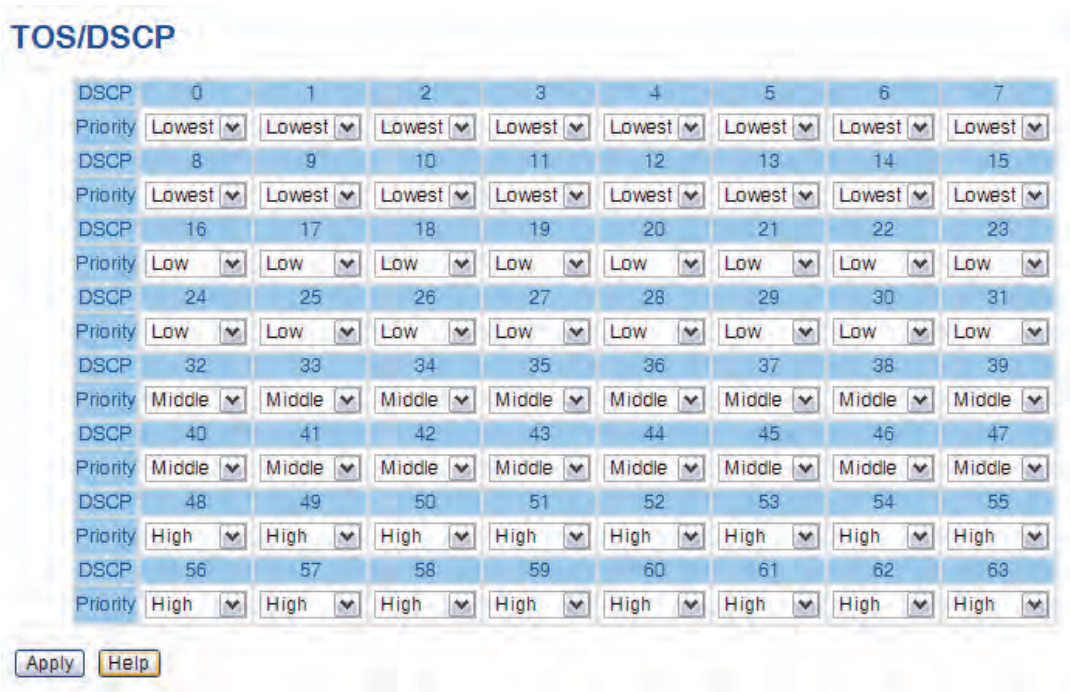 TOS/DSCP
DSCP 0 1 2 3 4 5 6 7
Priority Lowest Lowest Lowest Lowest Lowest Lowest Lowest Lowest
DSCP 8 9 10 11 12 13 14 15
Priority Lowest Lowest Lowest Lowest Lowest Lowest Lowest Lowest
DSCP 16 17 18 19 20 21 22 23
Priority Low Low Low Low Low Low Low Low
DSCP 24 25 26 27 28 29 30 31
Priority Low Low Low Low Low Low Low Low
DSCP 32 33 34 35 36 37 38 39
Priority Middle Middle Middle Middle Middle Middle Middle Middle
DSCP 40 41 42 43 44 45 46 47
Priority Middle Middle Middle Middle Middle Middle Middle Middle
DSCP 48 49 50 51 52 53 54 55
Priority High High High High High High High High
DSCP 56 57 58 59 60 61 62 63
Priority High High High High High High High High
Apply Help